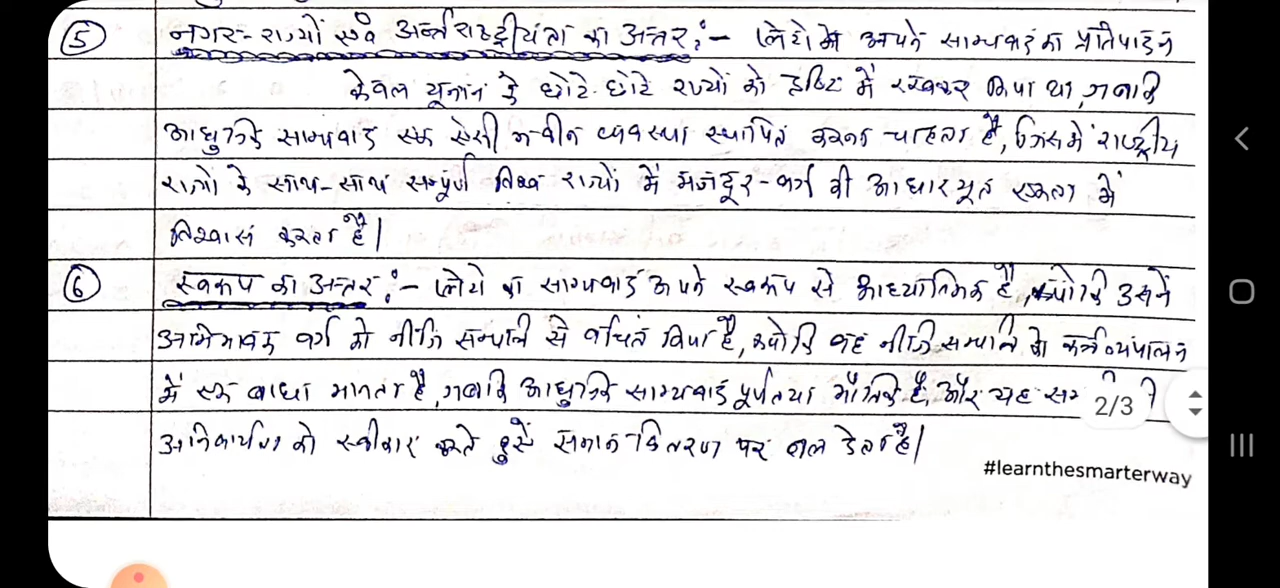 ⑤ नगर-राज्यों एवं अर्न्तराष्ट्रीयता का अन्तर:- प्लेटो ने अपने साम्यवाद का प्रतिपादन
केवल यूनान के छोटे-छोटे राज्यों को दृष्टि में रखकर किया था, जबकि
आधुनिक साम्यवाद एक ऐसी नवीन व्यवस्था स्थापित करना चाहता है, जिसमें राष्ट्रीय
राज्यों के साथ-साथ सम्पूर्ण विश्व राज्यों में मजदूर-वर्ग की आधारभूत एकता में
विश्वास करता है।
⑥ स्वरूप का अन्तर:- प्लेटो का साम्यवाद अपने स्वरूप से आध्यात्मिक है, क्योंकि उसने
अभिभावक वर्ग को नीजि सम्पत्ति से वंचित किया है, क्योंकि वह नीजि सम्पत्ति को कर्त्तव्यपालन
में एक बाधा मानता है, जबकि आधुनिक साम्यवाद पूर्णतया भौतिक है, और यह
2/3
अनिवार्यता को स्वीकार करते हुए समान वितरण पर बल देता है।
#learnthesmarterway